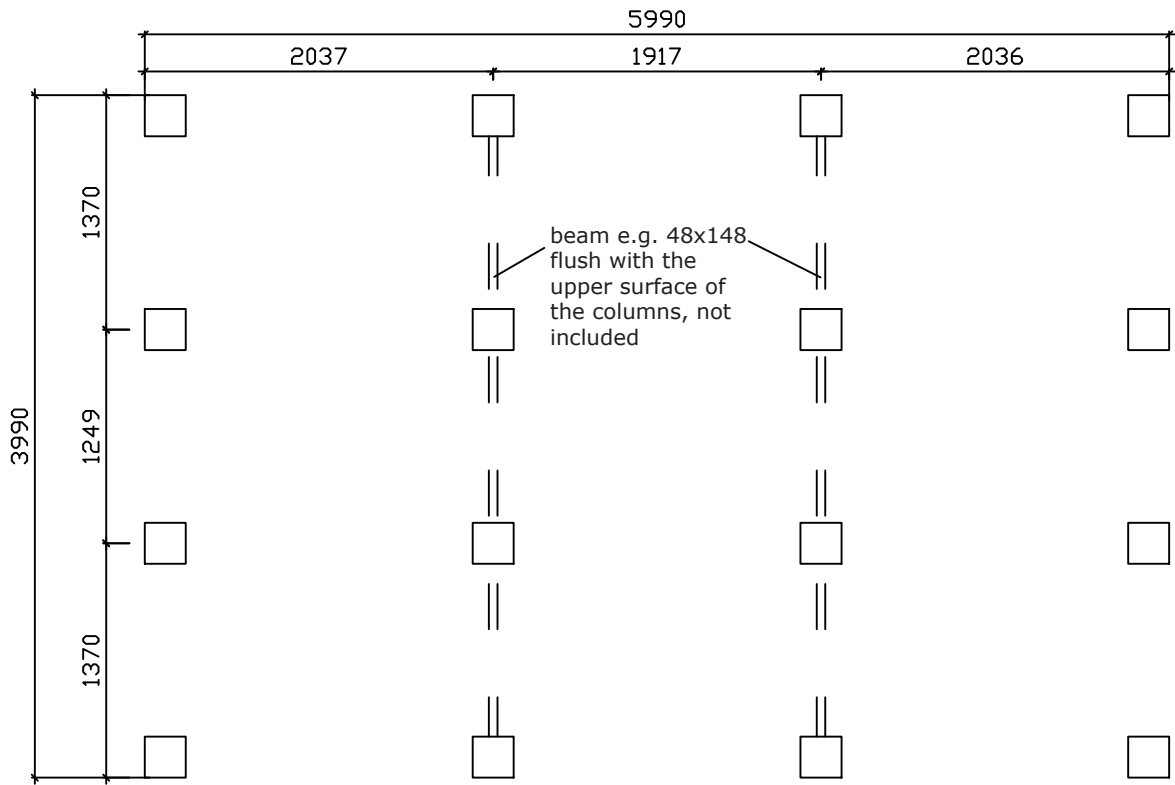 5990
2037
1917
2036
1370
beam e.g. 48x148
flush with the
upper surface of
the columns, not
included
3990
1249
1370